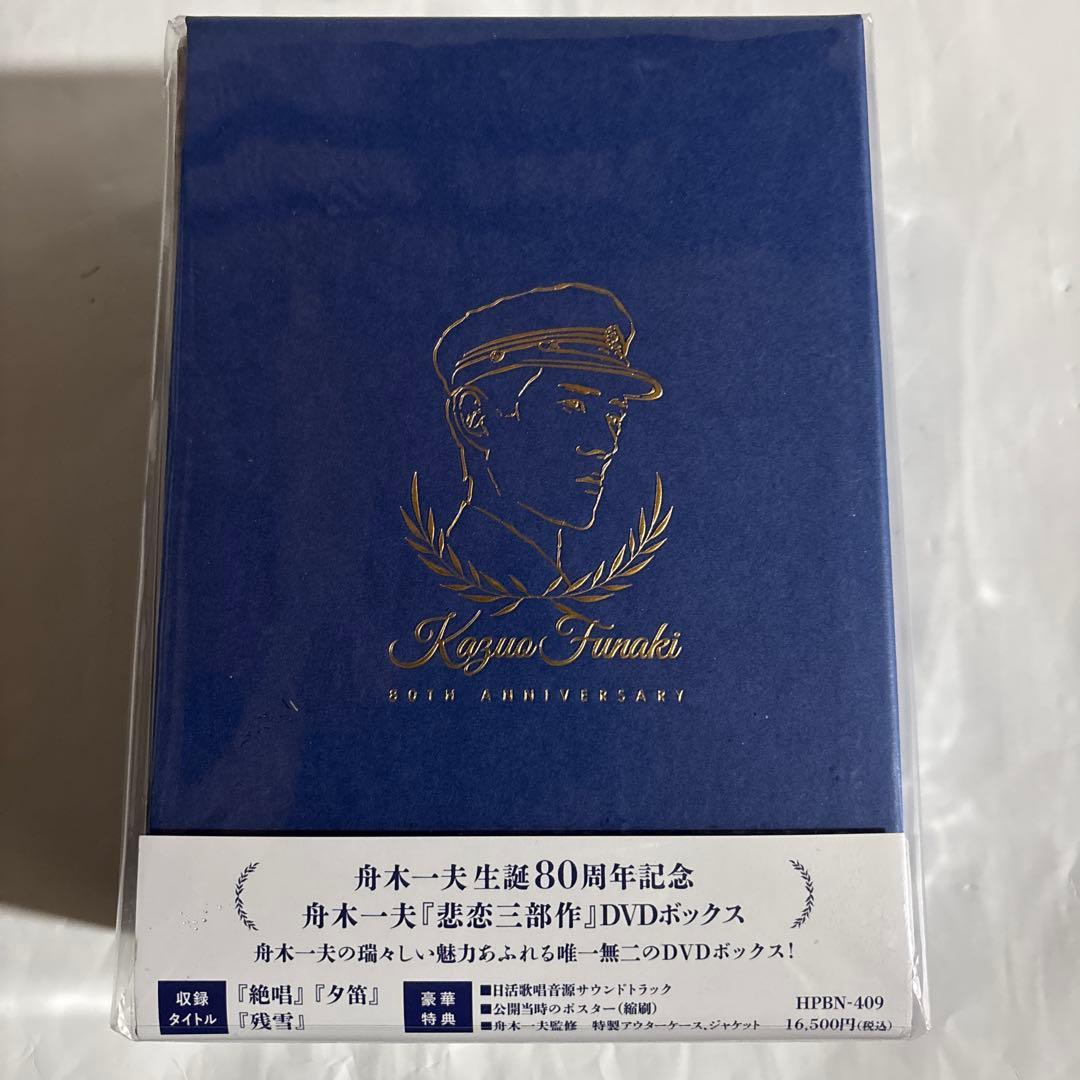 Kazuo Funaki
80TH ANNIVERSARY
舟木一夫 生誕80周年記念
舟木一夫『悲恋三部作』DVDボックス
舟木一夫の瑞々しい魅力あふれる唯一無二のDVDボックス!
収録
タイトル
『絶唱』『夕笛』
『残雪』
豪華
特典
■日活歌唱音源サウンドトラック
■公開当時のポスター(縮刷)
■舟木一夫監修 特製アウターケース、ジャケット
HPBN-409
16,500円(税込)